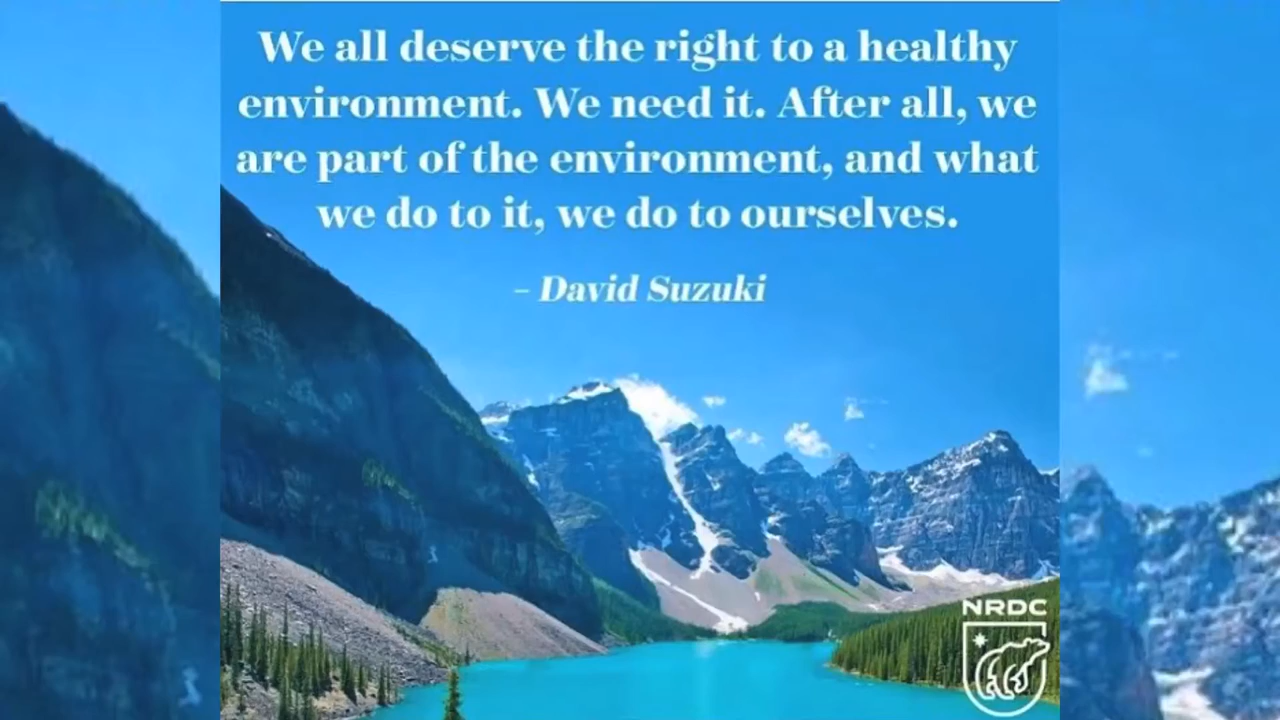 We all deserve the right to a healthy
environment. We need it. After all, we
are part of the environment, and what
we do to it, we do to ourselves.
– David Suzuki
NRDC